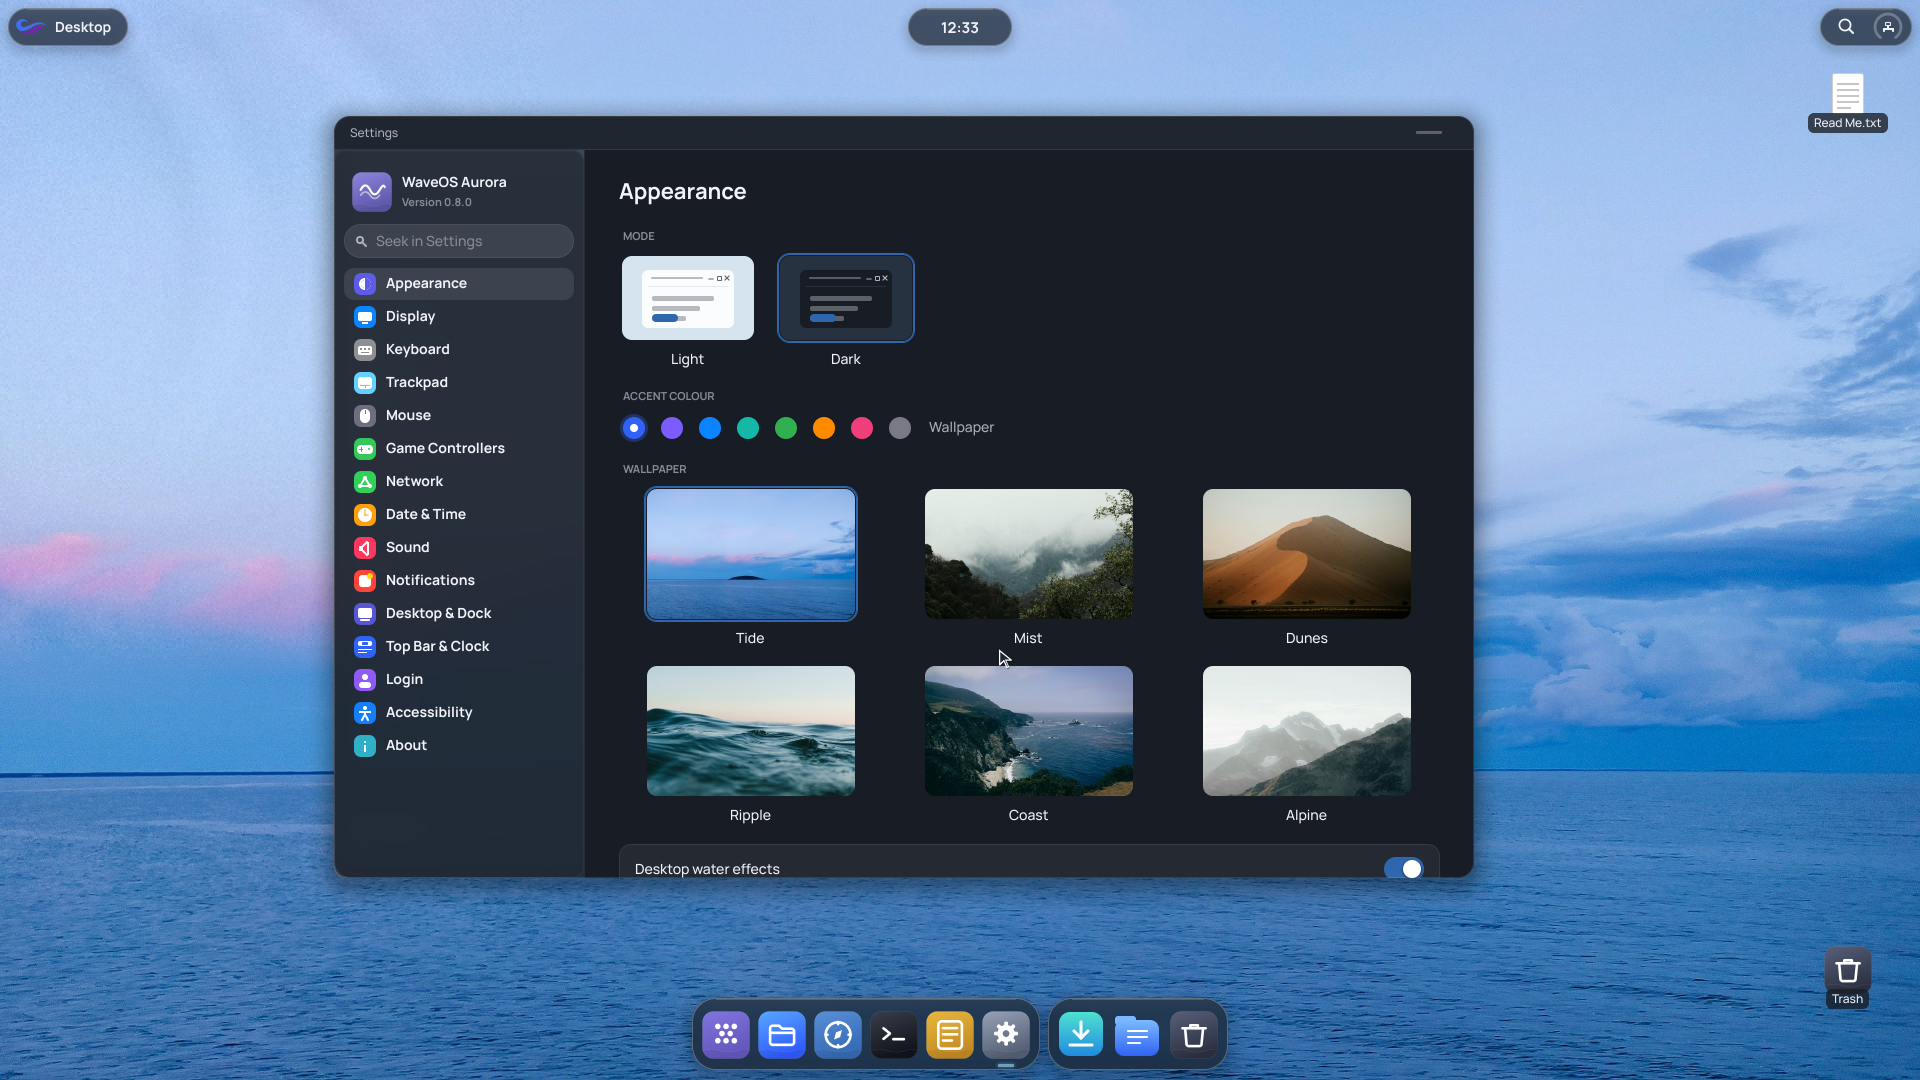 Desktop
12:33
Read Me.txt
Settings
WaveOS Aurora
Version 0.8.0
Seek in Settings
Appearance
Display
Keyboard
Trackpad
Mouse
Game Controllers
Network
Date & Time
Sound
Notifications
Desktop & Dock
Top Bar & Clock
Login
Accessibility
About
Appearance
MODE
Light
Dark
ACCENT COLOUR
Wallpaper
WALLPAPER
Tide
Mist
Dunes
Ripple
Coast
Alpine
Desktop water effects
Trash